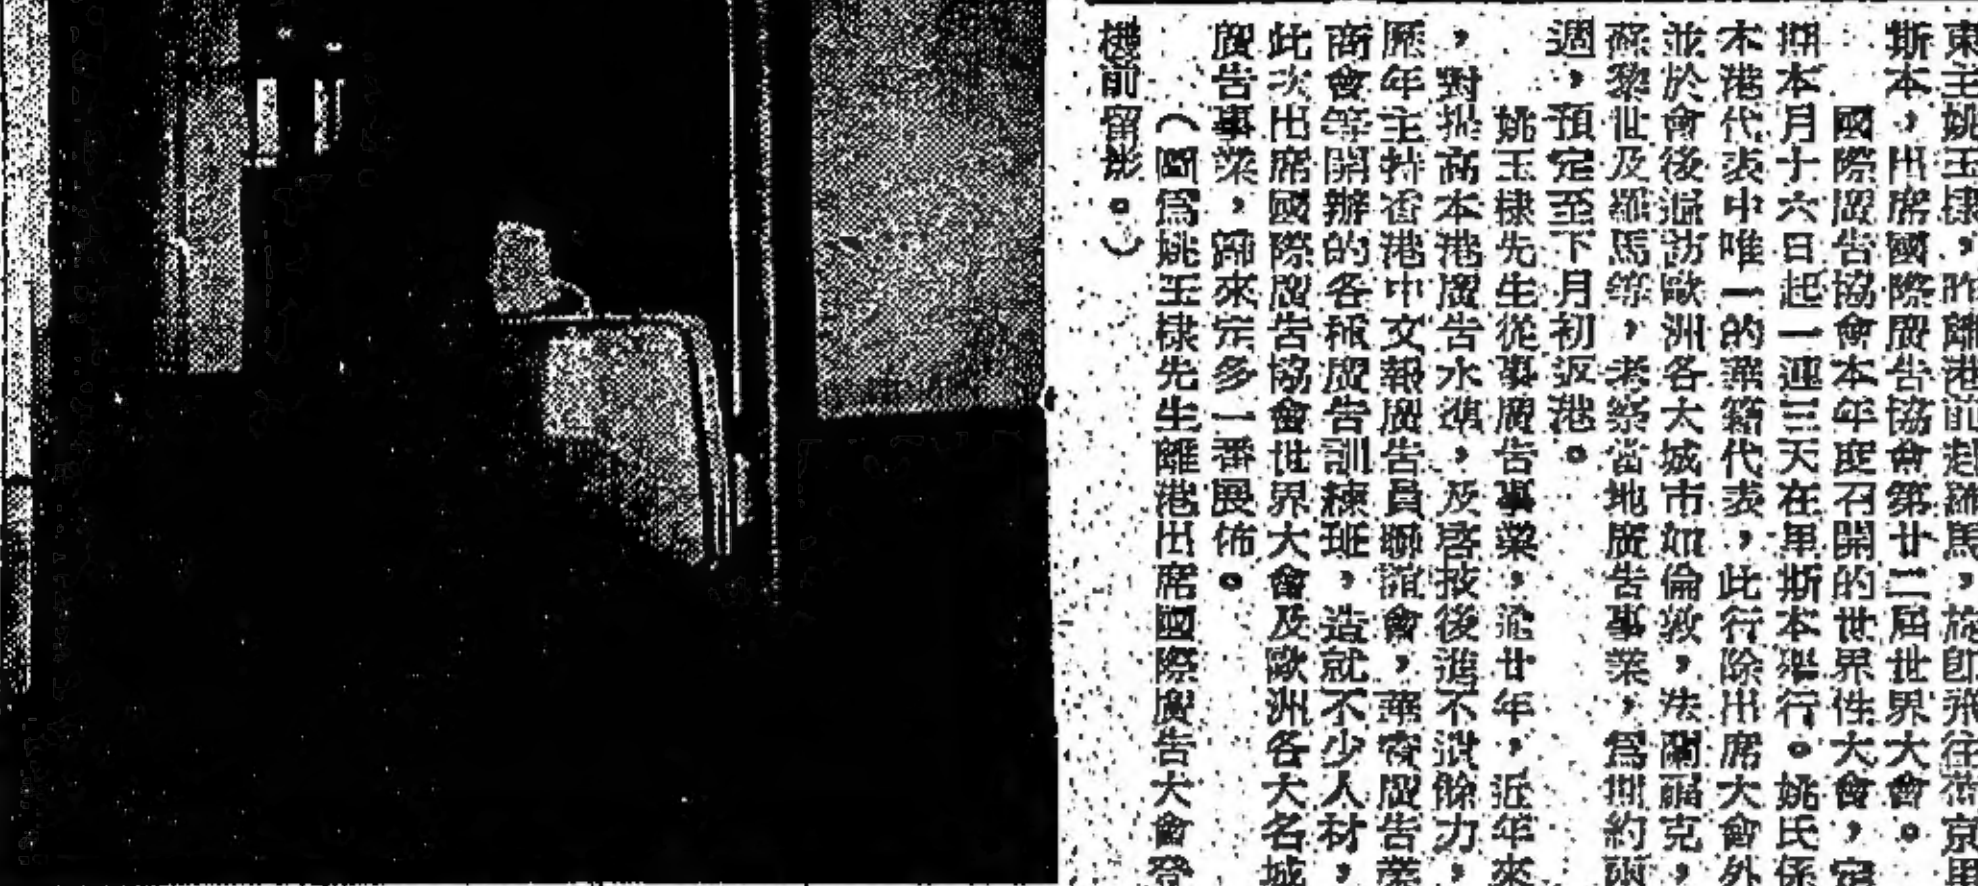 東主姚玉棣，昨離港前赴羅馬，旋即飛往葡京里
斯本，出席國際廣告協會第廿二屆世界大會。
國際廣告協會本年度召開的世界性大會，定
期本月十六日起一連三天在里斯本舉行。姚氏係
本港代表中唯一的華籍代表，此行除出席大會外
並於會後遍訪歐洲各大城市如倫敦，法蘭福克，
蘇黎世及羅馬等，考察當地廣告事業，為期約兩
週，預定至下月初返港。
姚玉棣先生從事廣告事業，逾廿年，近年來
，對提高本港廣告水準，及啓按後進不遺餘力，
歷年主持香港中文報廣告員聯誼會，華資廣告業
商會等開辦的各種廣告訓練班，造就不少人材，
此次出席國際廣告協會世界大會及歐洲各大名城
廣告事業，歸來定多一番展佈。
（圖為姚玉棣先生離港出席國際廣告大會登
機前留影。）